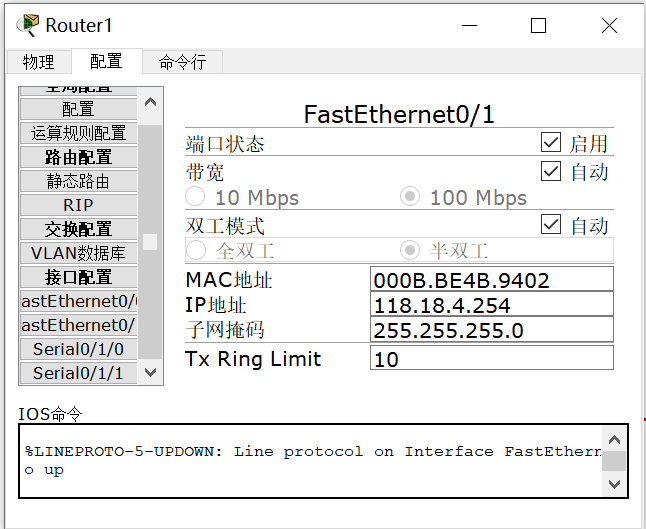 Router1
物理 配置 命令行
全局配置
配置
运算规则配置
路由配置
静态路由
RIP
交换配置
VLAN数据库
接口配置
astEthernet0/0
astEthernet0/
Serial0/1/0
Serial0/1/1
FastEthernet0/1
端口状态 启用
带宽 自动
10 Mbps 100 Mbps
双工模式 自动
全双工 半双工
MAC地址 000B.BE4B.9402
IP地址 118.18.4.254
子网掩码 255.255.255.0
Tx Ring Limit 10
IOS命令
%LINEPROTO-5-UPDOWN: Line protocol on Interface FastEthern
o up